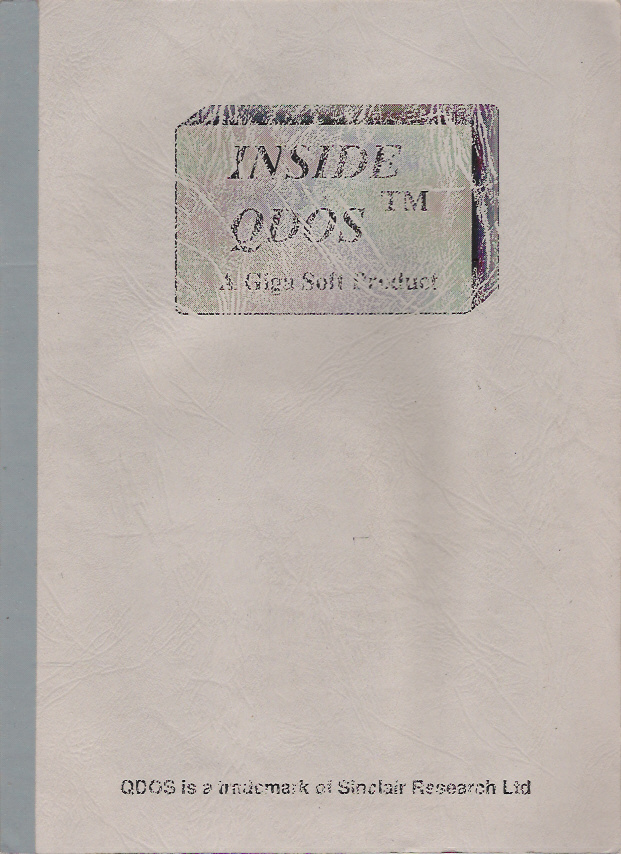 INSIDE
QDOS TM
A Giga Soft Product
QDOS is a trademark of Sinclair Research Ltd